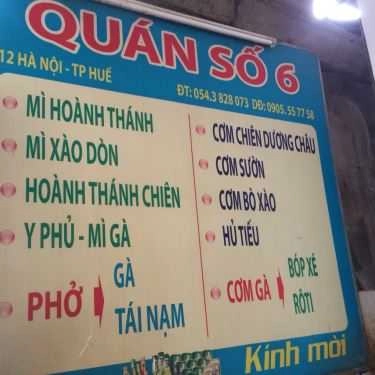 QUÁN SỐ 6
12 HÀ NỘI - TP HUẾ
ĐT: 054.3 828 073 DĐ: 0905. 55 77 58
MÌ HOÀNH THÁNH
MÌ XÀO DÒN
HOÀNH THÁNH CHIÊN
Y PHỦ - MÌ GÀ
PHỞ
GÀ
TÁI NẠM
CƠM CHIÊN DƯƠNG CHÂU
CƠM SƯỜN
CƠM BÒ XÀO
HỦ TIẾU
CƠM GÀ
BÓP XÉ
RÔTI
Kính mời